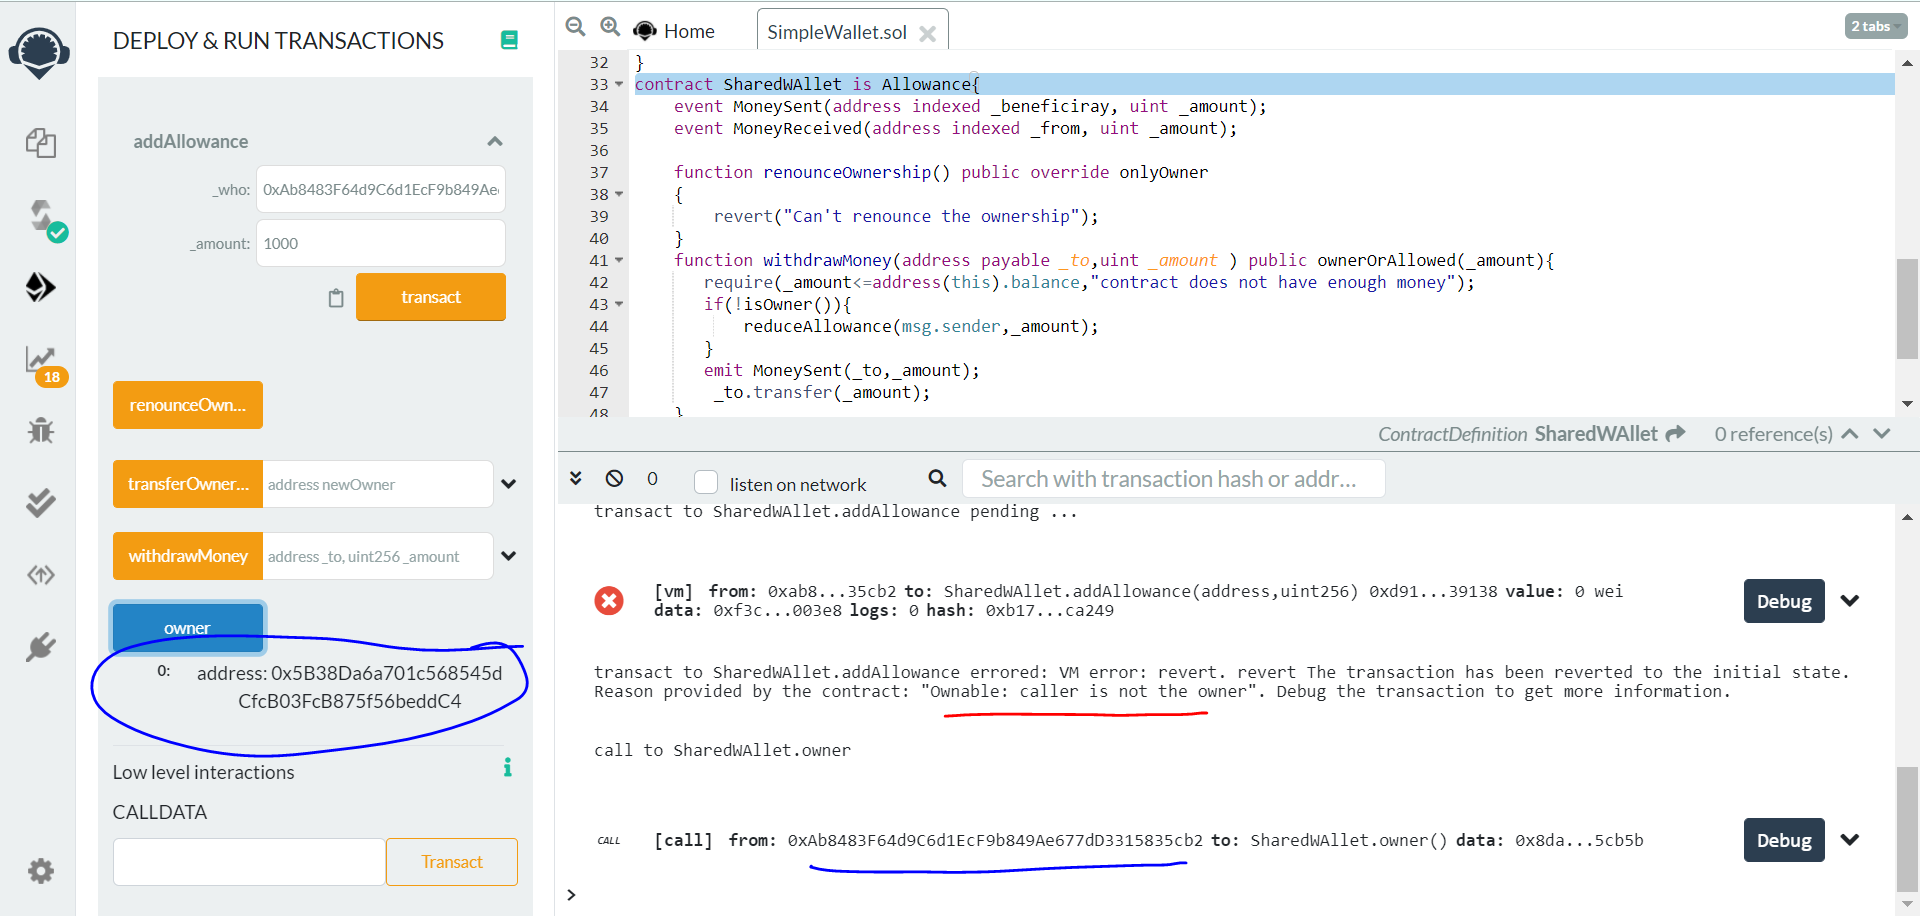 DEPLOY & RUN TRANSACTIONS
addAllowance
_who: 0xAb8483F64d9C6d1EcF9b849Ae
_amount: 1000
transact
18
renounceOwn...
transferOwner... address newOwner
withdrawMoney address _to, uint256 _amount
owner
0: address: 0x5B38Da6a701c568545d
CfcB03FcB875f56beddC4
Low level interactions
i
CALLDATA
Transact
Home
SimpleWallet.sol
2 tabs
32 }
33 contract SharedWAllet is Allowance{
34 event MoneySent(address indexed _beneficiray, uint _amount);
35 event MoneyReceived(address indexed _from, uint _amount);
36
37 function renounceOwnership() public override onlyOwner
38 {
39 revert("Can't renounce the ownership");
40 }
41 function withdrawMoney(address payable _to,uint _amount ) public ownerOrAllowed(_amount){
42 require(_amount<=address(this).balance,"contract does not have enough money");
43 if(!isOwner()){
44 reduceAllowance(msg.sender,_amount);
45 }
46 emit MoneySent(_to,_amount);
47 _to.transfer(_amount);
48 }
ContractDefinition SharedWAllet 0 reference(s)
0 listen on network Search with transaction hash or addr...
transact to SharedWAllet.addAllowance pending ...
[vm] from: 0xab8...35cb2 to: SharedWAllet.addAllowance(address,uint256) 0xd91...39138 value: 0 wei
data: 0xf3c...003e8 logs: 0 hash: 0xb17...ca249
Debug
transact to SharedWAllet.addAllowance errored: VM error: revert. revert The transaction has been reverted to the initial state.
Reason provided by the contract: "Ownable: caller is not the owner". Debug the transaction to get more information.
call to SharedWAllet.owner
CALL [call] from: 0xAb8483F64d9C6d1EcF9b849Ae677dD3315835cb2 to: SharedWAllet.owner() data: 0x8da...5cb5b
Debug
>